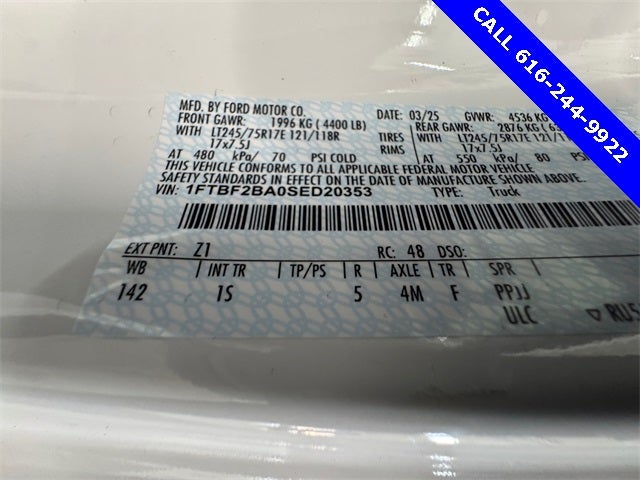 CALL 616-244-9922
MFD. BY FORD MOTOR CO.
DATE: 03/25 GVWR: 4536 KG
FRONT GAWR: 1996 KG (4400 LB)
REAR GAWR: 2876 KG
WITH LT245/75R17E 121/118R TIRES WITH LT245/75R17E
17x7.5J RIMS 17x7.5J
AT 480 kPa/ 70 PSI COLD AT 550 kPa/ 80 PSI
THIS VEHICLE CONFORMS TO ALL APPLICABLE FEDERAL MOTOR VEHICLE
SAFETY STANDARDS IN EFFECT ON THE DATE OF MANUFACTURE SHOWN ABOVE.
VIN: 1FTBF2BA0SED20353 TYPE: Truck
EXT PNT: Z1 RC: 48 DSO:
WB INT TR TP/PS R AXLE TR SPR
142 1S 5 4M F PPJJ
ULC